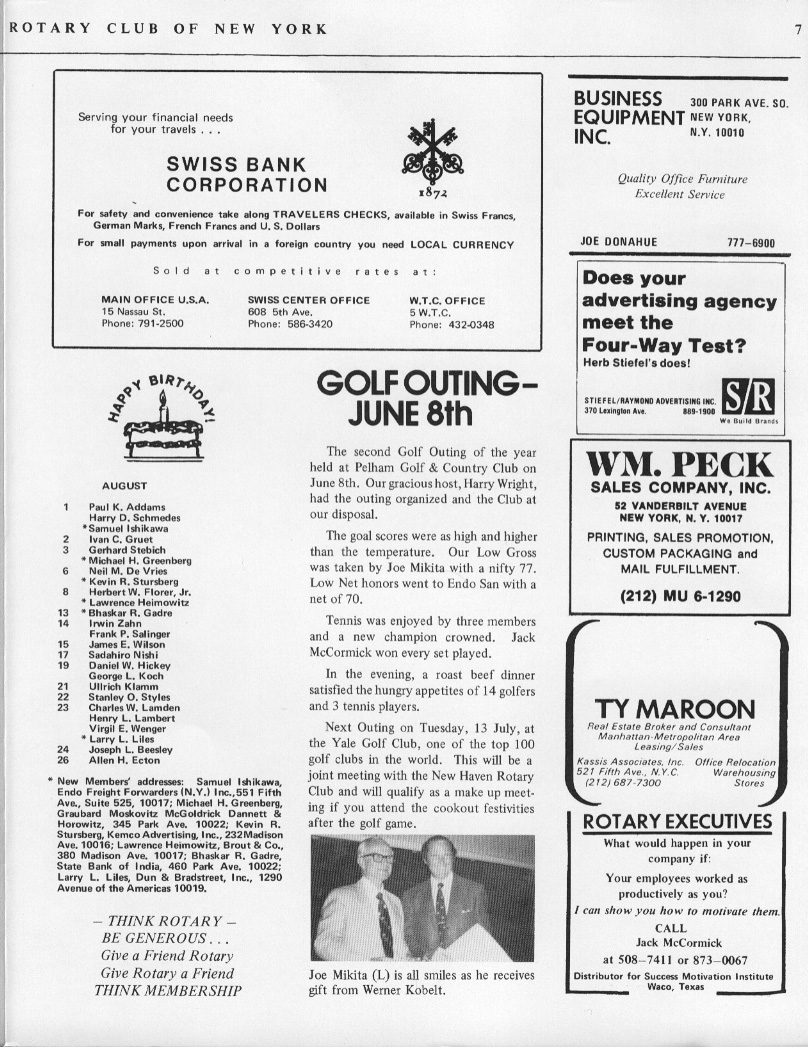 ROTARY CLUB OF NEW YORK
7
Serving your financial needs
for your travels . . .
SWISS BANK
CORPORATION
1872
For safety and convenience take along TRAVELERS CHECKS, available in Swiss Francs,
German Marks, French Francs and U. S. Dollars
For small payments upon arrival in a foreign country you need LOCAL CURRENCY
Sold at competitive rates at:
MAIN OFFICE U.S.A.
15 Nassau St.
Phone: 791-2500
SWISS CENTER OFFICE
608 5th Ave.
Phone: 586-3420
W.T.C. OFFICE
5 W.T.C.
Phone: 432-0348
HAPPY BIRTHDAY!
AUGUST
1 Paul K. Addams
Harry D. Schmedes
*Samuel Ishikawa
2 Ivan C. Gruet
3 Gerhard Stebich
* Michael H. Greenberg
6 Neil M. De Vries
* Kevin R. Stursberg
8 Herbert W. Florer, Jr.
* Lawrence Heimowitz
13 * Bhaskar R. Gadre
14 Irwin Zahn
Frank P. Salinger
15 James E. Wilson
17 Sadahiro Nishi
19 Daniel W. Hickey
George L. Koch
21 Ullrich Klamm
22 Stanley O. Styles
23 Charles W. Lamden
Henry L. Lambert
Virgil E. Wenger
* Larry L. Liles
24 Joseph L. Beesley
26 Allen H. Ecton
* New Members' addresses: Samuel Ishikawa,
Endo Freight Forwarders (N.Y.) Inc.,551 Fifth
Ave., Suite 525, 10017; Michael H. Greenberg,
Graubard Moskovitz McGoldrick Dannett &
Horowitz, 345 Park Ave. 10022; Kevin R.
Stursberg, Kemco Advertising, Inc., 232Madison
Ave. 10016; Lawrence Heimowitz, Brout & Co.,
380 Madison Ave. 10017; Bhaskar R. Gadre,
State Bank of India, 460 Park Ave. 10022;
Larry L. Liles, Dun & Bradstreet, Inc., 1290
Avenue of the Americas 10019.
– THINK ROTARY –
BE GENEROUS . . .
Give a Friend Rotary
Give Rotary a Friend
THINK MEMBERSHIP
GOLF OUTING–
JUNE 8th
The second Golf Outing of the year
held at Pelham Golf & Country Club on
June 8th. Our gracious host, Harry Wright,
had the outing organized and the Club at
our disposal.
The goal scores were as high and higher
than the temperature. Our Low Gross
was taken by Joe Mikita with a nifty 77.
Low Net honors went to Endo San with a
net of 70.
Tennis was enjoyed by three members
and a new champion crowned. Jack
McCormick won every set played.
In the evening, a roast beef dinner
satisfied the hungry appetites of 14 golfers
and 3 tennis players.
Next Outing on Tuesday, 13 July, at
the Yale Golf Club, one of the top 100
golf clubs in the world. This will be a
joint meeting with the New Haven Rotary
Club and will qualify as a make up meet-
ing if you attend the cookout festivities
after the golf game.
Joe Mikita (L) is all smiles as he receives
gift from Werner Kobelt.
BUSINESS
EQUIPMENT
INC.
300 PARK AVE. SO.
NEW YORK,
N.Y. 10010
Quality Office Furniture
Excellent Service
JOE DONAHUE 777–6900
Does your
advertising agency
meet the
Four-Way Test?
Herb Stiefel's does!
STIEFEL/RAYMOND ADVERTISING INC.
370 Lexington Ave. 889-1900
S/R
We Build Brands
WM. PECK
SALES COMPANY, INC.
52 VANDERBILT AVENUE
NEW YORK, N. Y. 10017
PRINTING, SALES PROMOTION,
CUSTOM PACKAGING and
MAIL FULFILLMENT.
(212) MU 6-1290
TY MAROON
Real Estate Broker and Consultant
Manhattan-Metropolitan Area
Leasing/Sales
Kassis Associates, Inc. Office Relocation
521 Fifth Ave., N.Y.C. Warehousing
(212) 687-7300 Stores
ROTARY EXECUTIVES
What would happen in your
company if:
Your employees worked as
productively as you?
I can show you how to motivate them.
CALL
Jack McCormick
at 508–7411 or 873–0067
Distributor for Success Motivation Institute
Waco, Texas